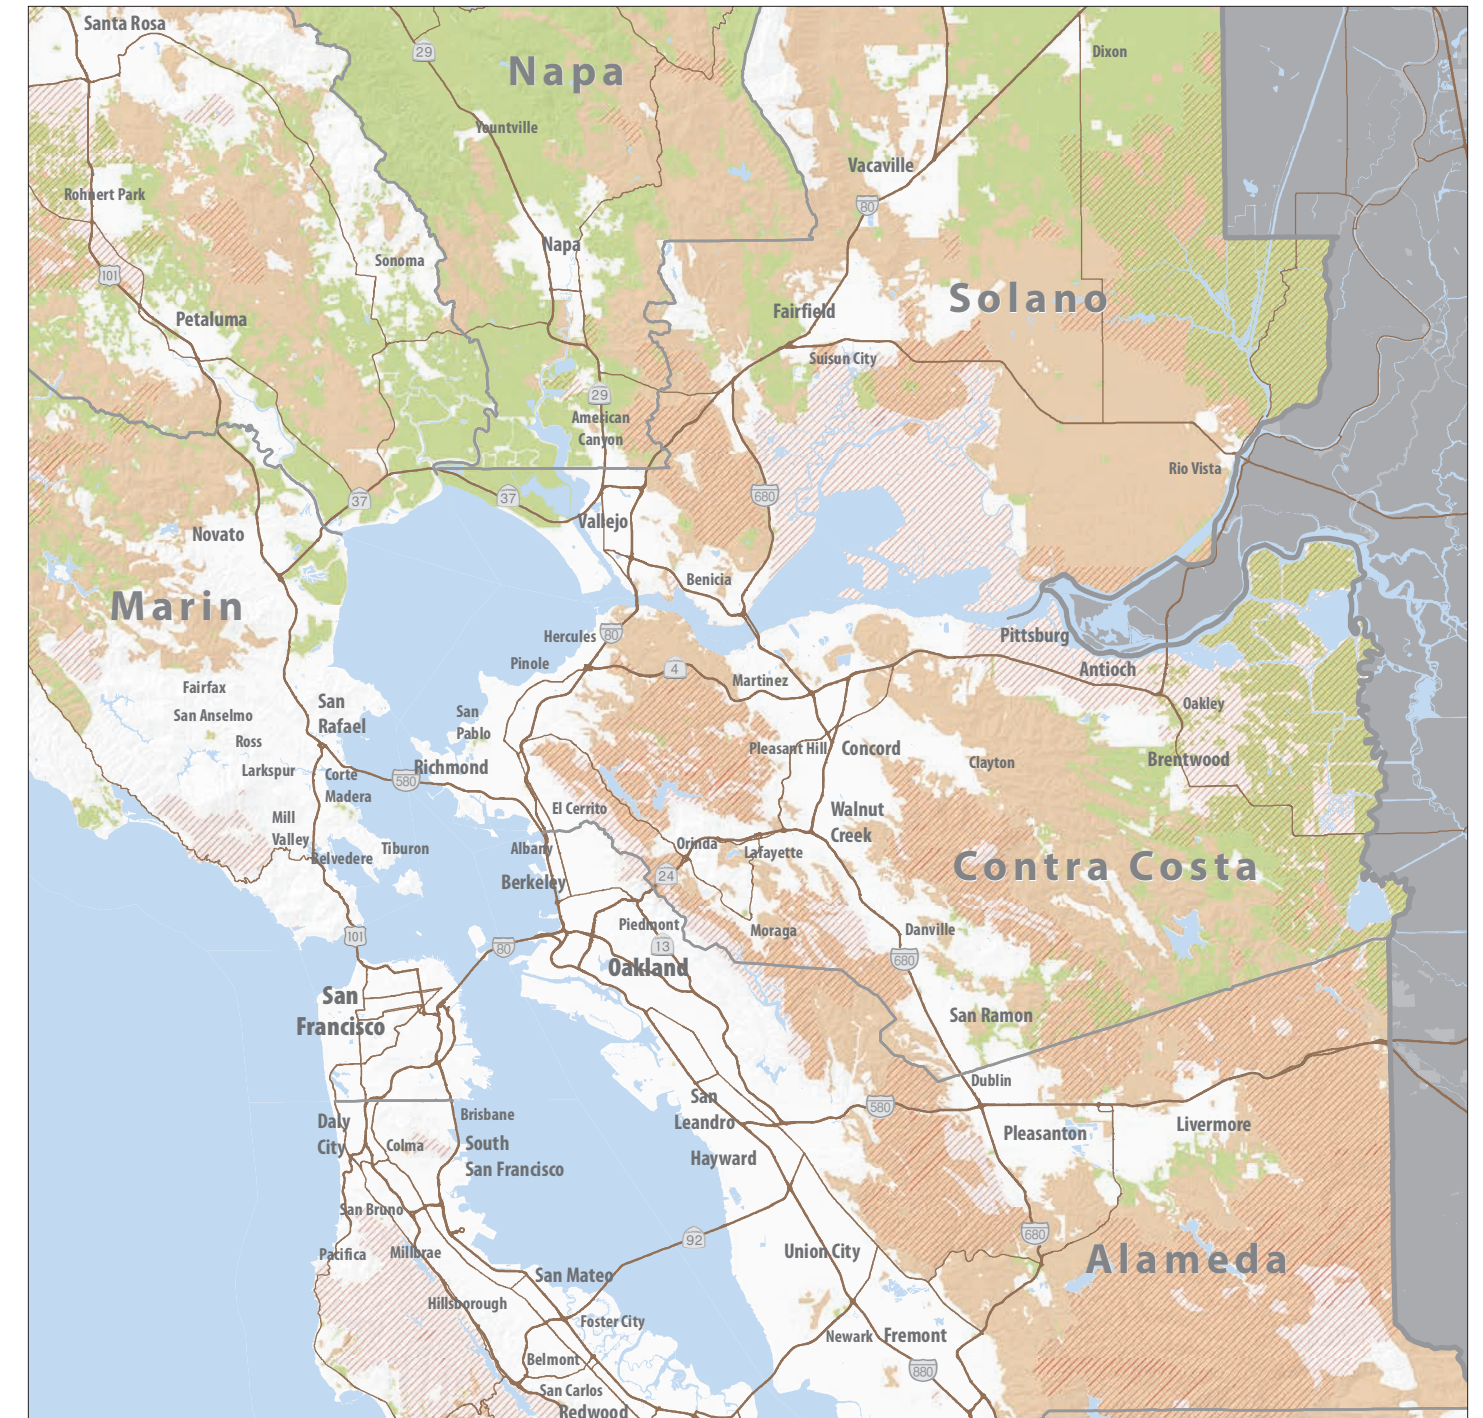 Santa Rosa
29
Napa
Dixon
Yountville
Vacaville
Rohnert Park
80
Napa
Sonoma
101
Solano
Petaluma
Fairfield
Suisun City
29
American
Canyon
Rio Vista
37
37
680
Vallejo
Novato
Benicia
Marin
Hercules
80
Pittsburg
Pinole
4
Martinez
Antioch
Fairfax
San
Rafael
Oakley
San Anselmo
San
Pablo
Ross
Pleasant Hill
Concord
Brentwood
Clayton
Larkspur
Corte
Madera
580
Richmond
El Cerrito
Walnut
Creek
Mill
Valley
Tiburon
Albany
Orinda
Lafayette
Belvedere
Contra Costa
24
Berkeley
Piedmont
Moraga
Danville
101
80
13
680
Oakland
San
Francisco
San Ramon
Dublin
San
Leandro
580
Daly
City
Brisbane
Colma
South
San Francisco
Pleasanton
Livermore
Hayward
San Bruno
92
680
Pacifica
Millbrae
Union City
Alameda
San Mateo
Hillsborough
Foster City
Newark
Fremont
Belmont
880
San Carlos
Redwood